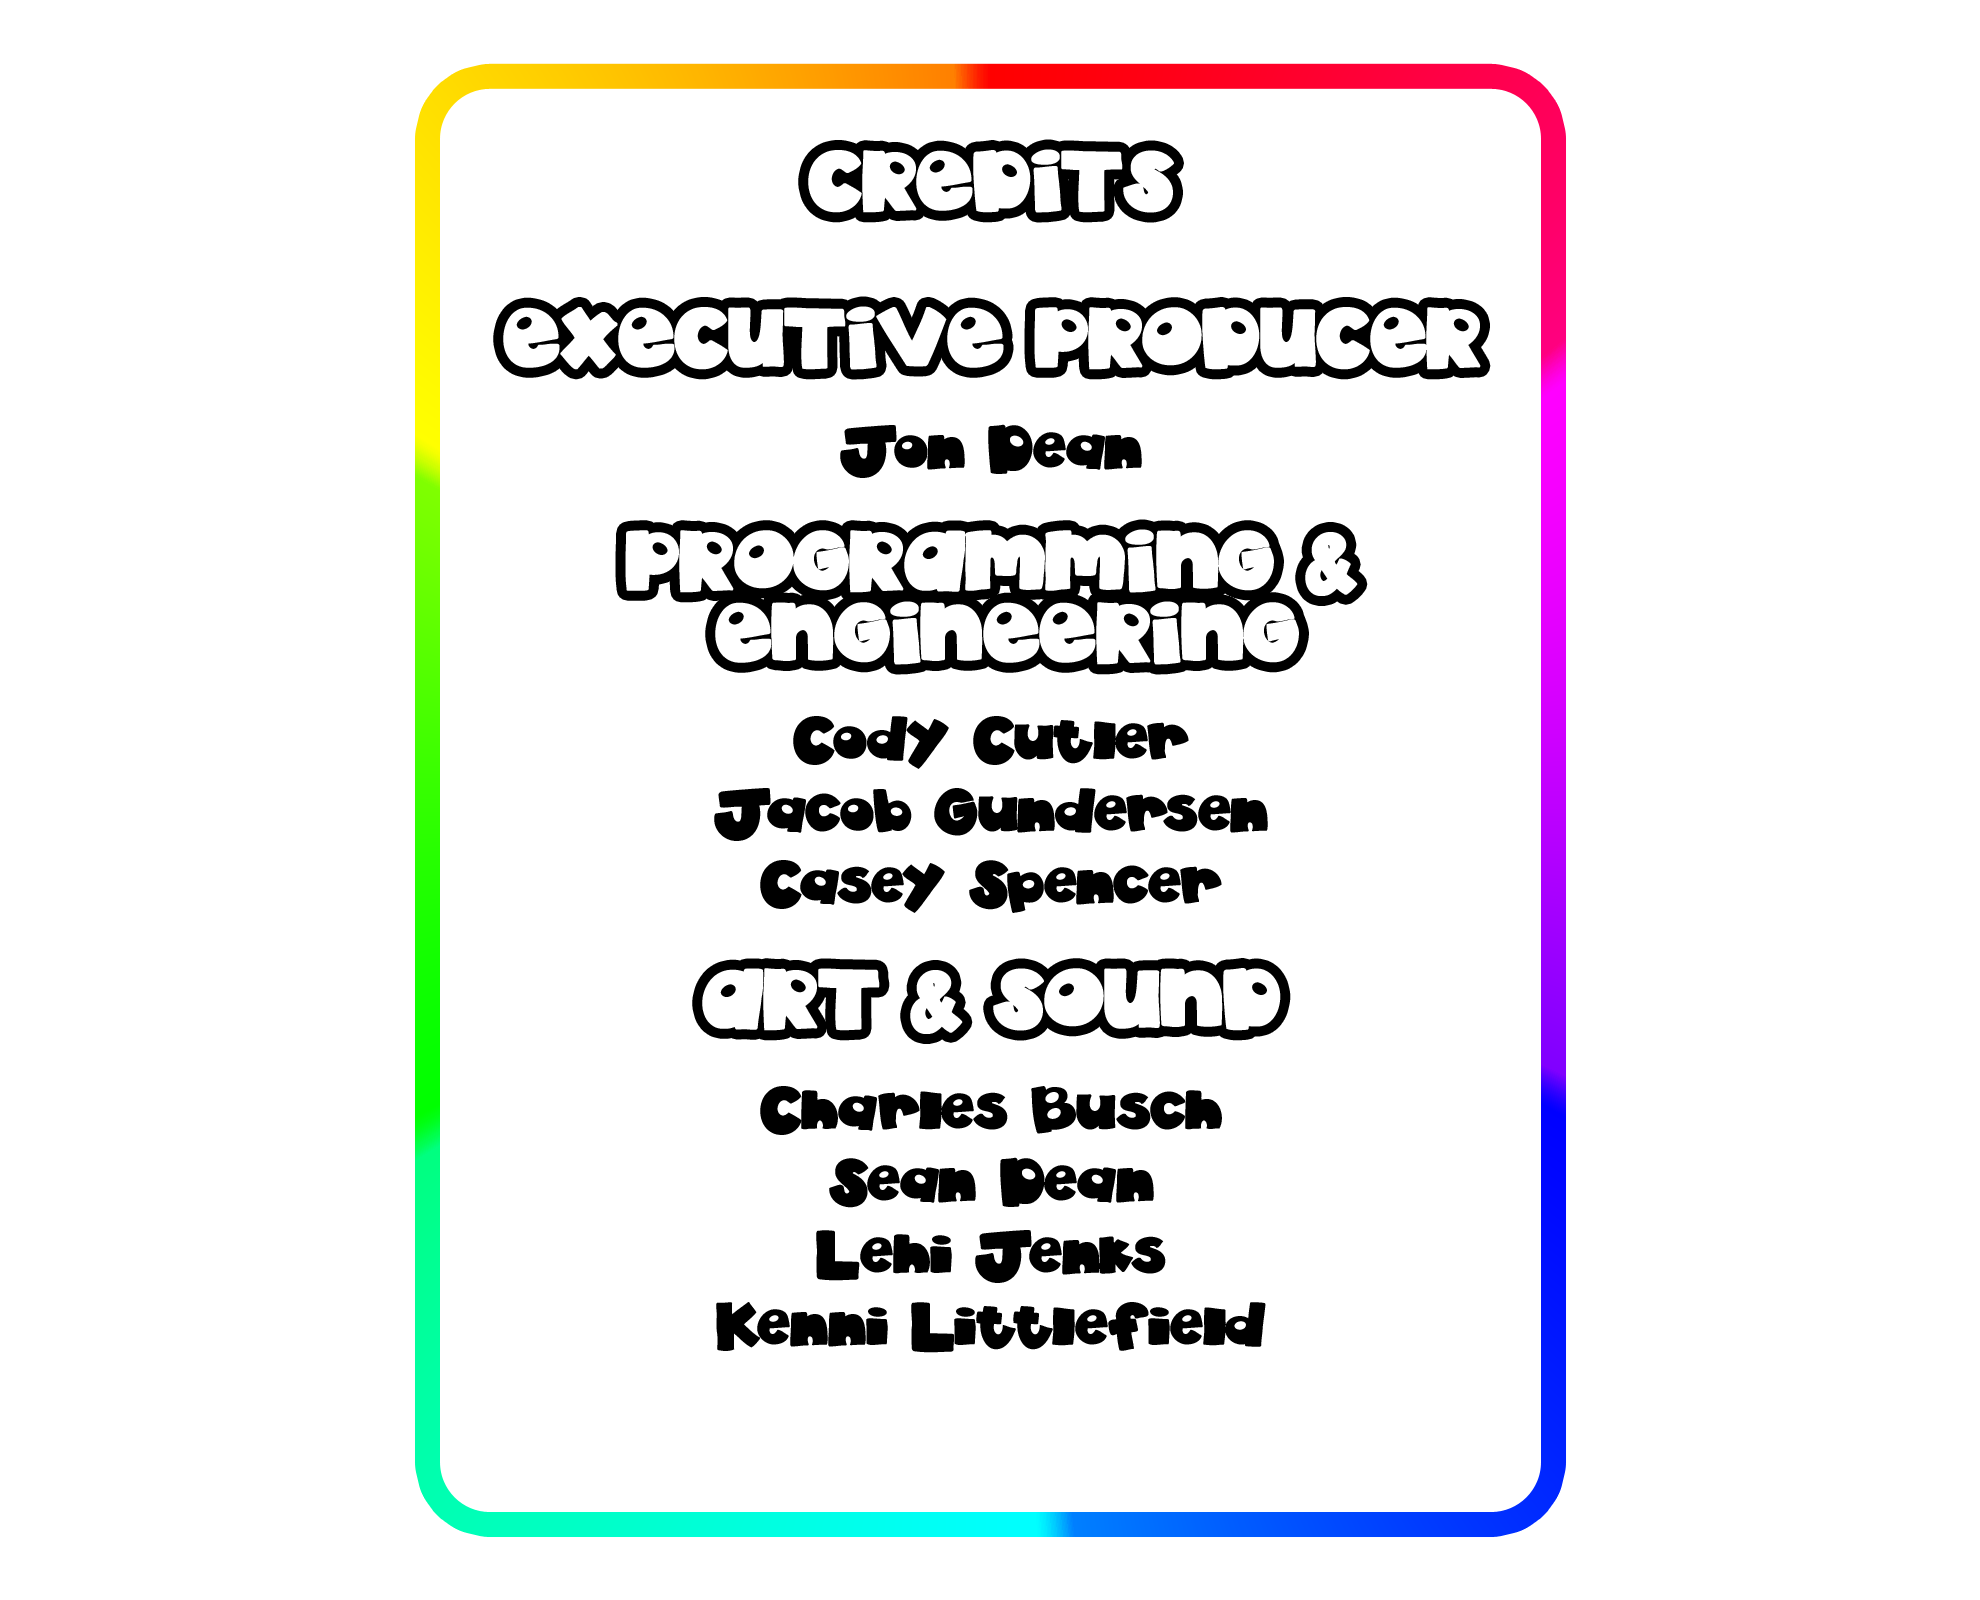 Credits
Executive Producer
Jon Dean
Programming &
Engineering
Cody Cutler
Jacob Gundersen
Casey Spencer
Art & Sound
Charles Busch
Sean Dean
Lehi Jenks
Kenni Littlefield